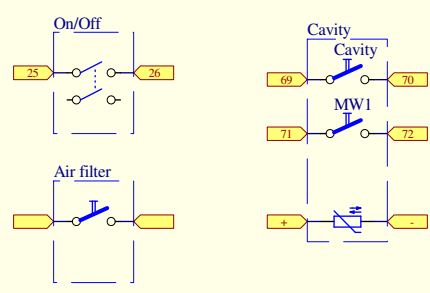 On/Off
25 26
Air filter
Cavity
Cavity
69 70
MW1
71 72
+ -